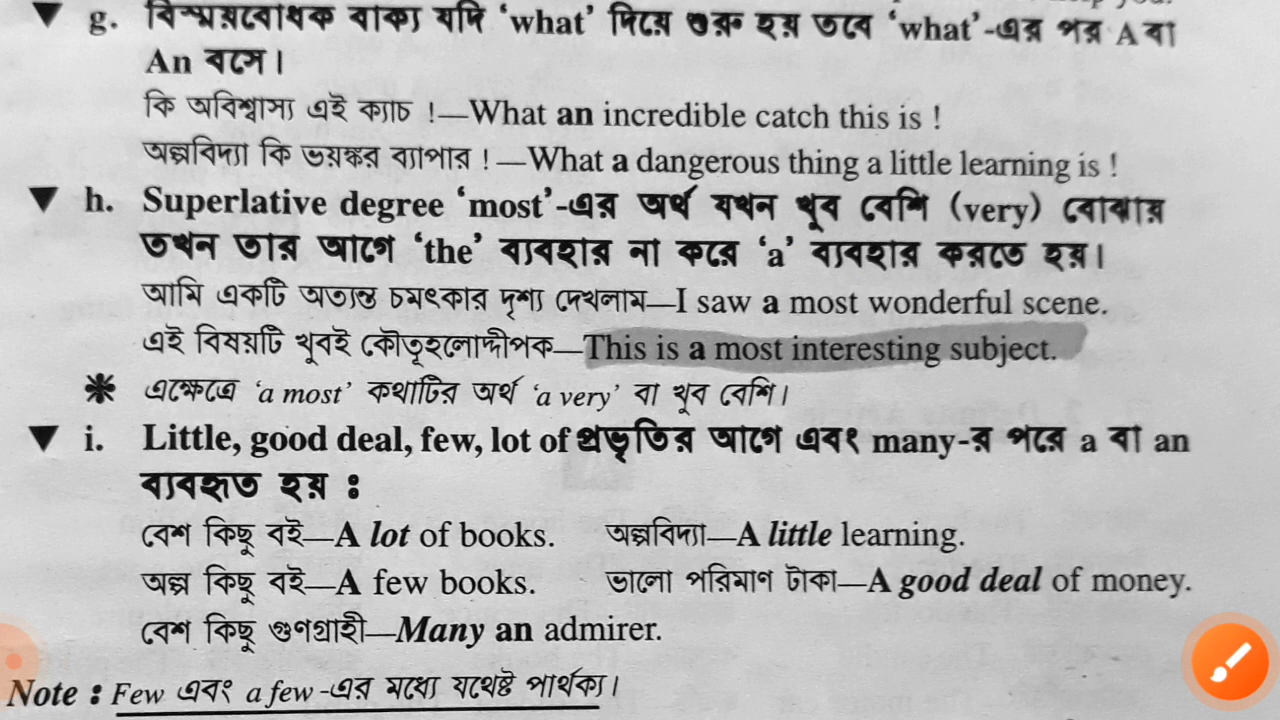 ▼ g. বিস্ময়বোধক বাক্য যদি ‘what’ দিয়ে শুরু হয় তবে ‘what’-এর পর A বা
An বসে।
কি অবিশ্বাস্য এই ক্যাচ !—What an incredible catch this is !
অল্পবিদ্যা কি ভয়ঙ্কর ব্যাপার ! —What a dangerous thing a little learning is !
▼ h. Superlative degree ‘most’-এর অর্থ যখন খুব বেশি (very) বোঝায়
তখন তার আগে ‘the’ ব্যবহার না করে ‘a’ ব্যবহার করতে হয়।
আমি একটি অত্যন্ত চমৎকার দৃশ্য দেখলাম—I saw a most wonderful scene.
এই বিষয়টি খুবই কৌতূহলোদ্দীপক—This is a most interesting subject.
✱ এক্ষেত্রে ‘a most’ কথাটির অর্থ ‘a very’ বা খুব বেশি।
▼ i. Little, good deal, few, lot of প্রভৃতির আগে এবং many-র পরে a বা an
ব্যবহৃত হয় :
বেশ কিছু বই—A lot of books. অল্পবিদ্যা—A little learning.
অল্প কিছু বই—A few books. ভালো পরিমাণ টাকা—A good deal of money.
বেশ কিছু গুণগ্রাহী—Many an admirer.
Note : Few এবং a few-এর মধ্যে যথেষ্ট পার্থক্য।